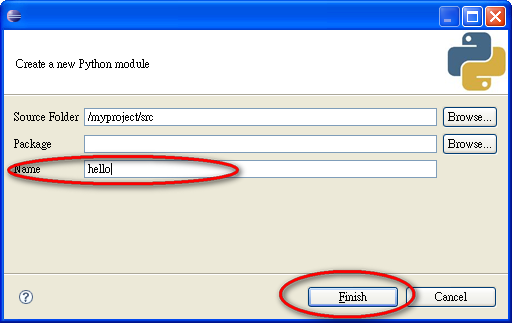 Create a new Python module
Source Folder /myproject/src Browse...
Package Browse...
Name hello
? Finish Cancel